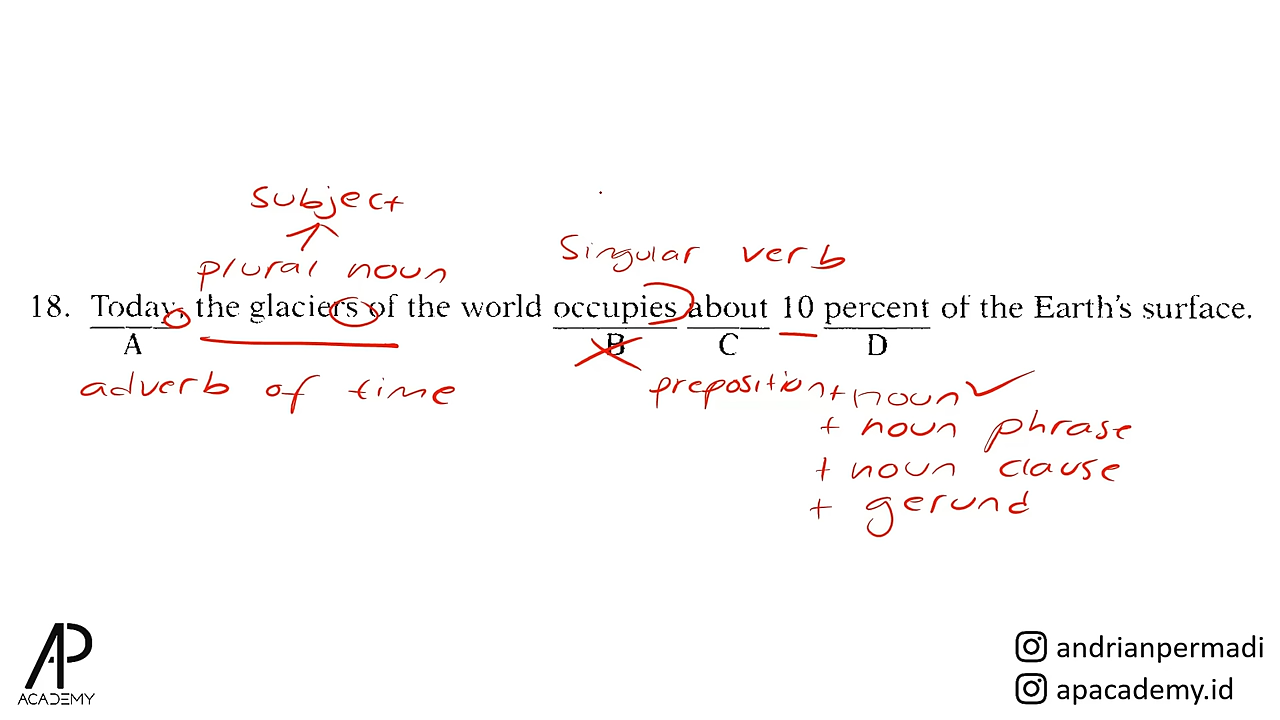 subject
plural noun
Singular verb
18. Today, the glaciers of the world occupies about 10 percent of the Earth's surface.
A B C D
adverb of time
preposition + noun ✓
+ noun phrase
+ noun clause
+ gerund
AP
ACADEMY
andrianpermadi
apacademy.id